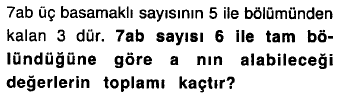 7ab üç basamaklı sayısının 5 ile bölümünden
kalan 3 dür. 7ab sayısı 6 ile tam bö-
lündüğüne göre a nın alabileceği
değerlerin toplamı kaçtır?